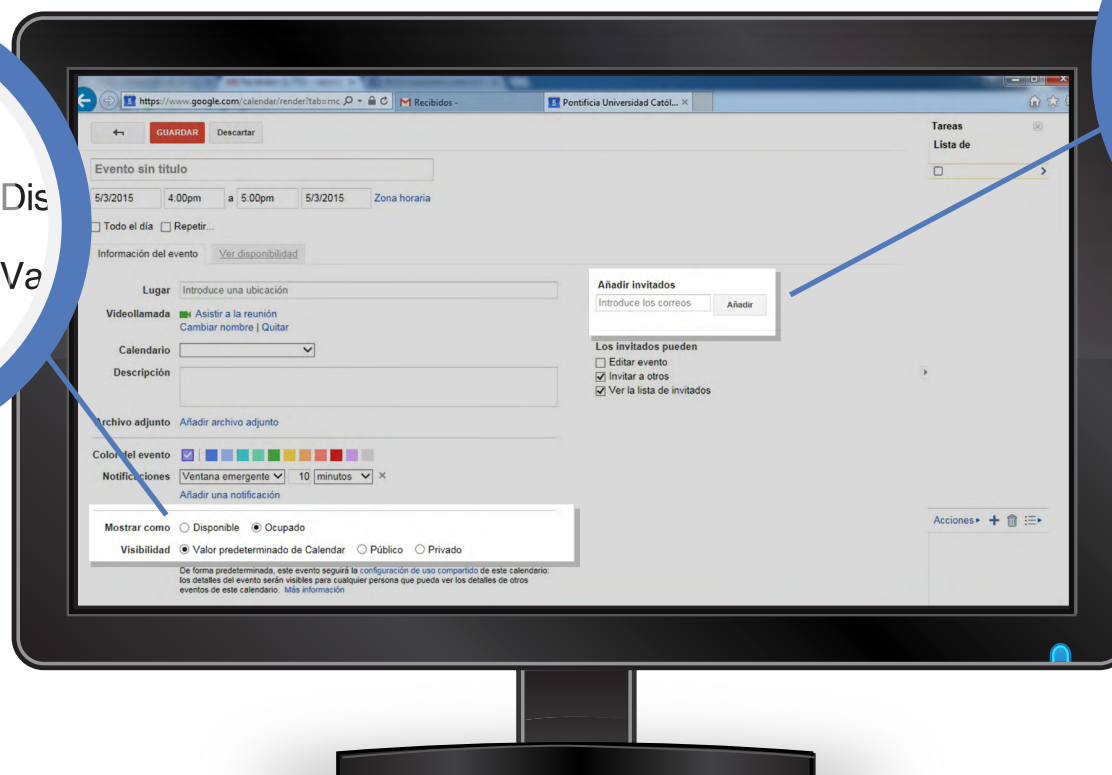 https://www.google.com/calendar/render?tab=mc
Recibidos -
Pontificia Universidad Catól...
GUARDAR
Descartar
Tareas
Lista de
Evento sin titulo
5/3/2015 4:00pm a 5:00pm 5/3/2015 Zona horaria
Todo el día Repetir...
Información del evento Ver disponibilidad
Lugar Introduce una ubicación
Videollamada Asistir a la reunión
Cambiar nombre | Quitar
Calendario
Descripción
Archivo adjunto Añadir archivo adjunto
Color del evento
Notificaciones Ventana emergente 10 minutos ×
Añadir una notificación
Mostrar como Disponible Ocupado
Visibilidad Valor predeterminado de Calendar Público Privado
De forma predeterminada, este evento seguirá la configuración de uso compartido de este calendario:
los detalles del evento serán visibles para cualquier persona que pueda ver los detalles de otros
eventos de este calendario. Más información
Añadir invitados
Introduce los correos Añadir
Los invitados pueden
Editar evento
Invitar a otros
Ver la lista de invitados
Acciones
Dis
Va